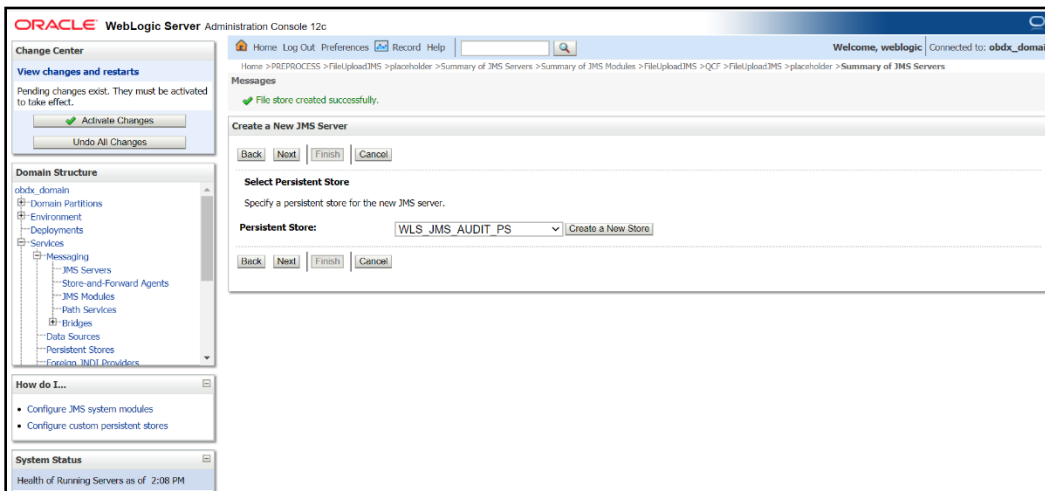 ORACLE WebLogic Server Administration Console 12c
Change Center
View changes and restarts
Pending changes exist. They must be activated
to take effect.
Activate Changes
Undo All Changes
Domain Structure
obdx_domain
Domain Partitions
Environment
Deployments
Services
Messaging
JMS Servers
Store-and-Forward Agents
JMS Modules
Path Services
Bridges
Data Sources
Persistent Stores
Foreign JNDI Providers
How do I...
Configure JMS system modules
Configure custom persistent stores
System Status
Health of Running Servers as of 2:08 PM
Home Log Out Preferences Record Help
Welcome, weblogic Connected to: obdx_domai
Home >PREPROCESS >FileUploadJMS >placeholder >Summary of JMS Servers >Summary of JMS Modules >FileUploadJMS >QCF >FileUploadJMS >placeholder >Summary of JMS Servers
Messages
File store created successfully.
Create a New JMS Server
Back Next Finish Cancel
Select Persistent Store
Specify a persistent store for the new JMS server.
Persistent Store: WLS_JMS_AUDIT_PS Create a New Store
Back Next Finish Cancel